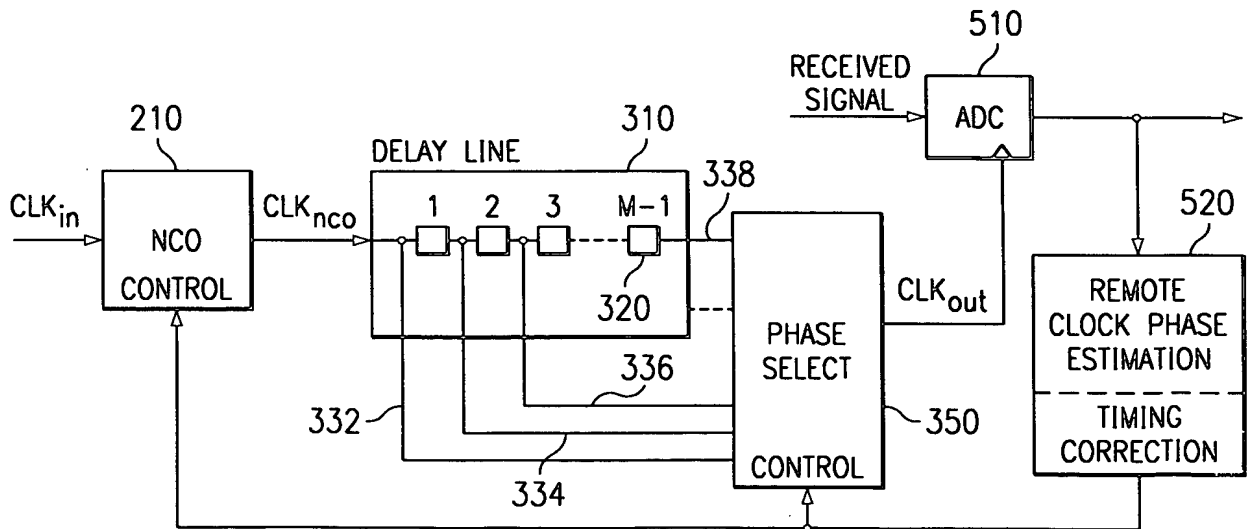 510
RECEIVED
SIGNAL
ADC
210
310
DELAY LINE
338
520
CLKin
NCO
CONTROL
CLKnco
1 2 3 M-1
320
CLKout
REMOTE
CLOCK PHASE
ESTIMATION
TIMING
CORRECTION
PHASE
SELECT
CONTROL
336
332
334
350